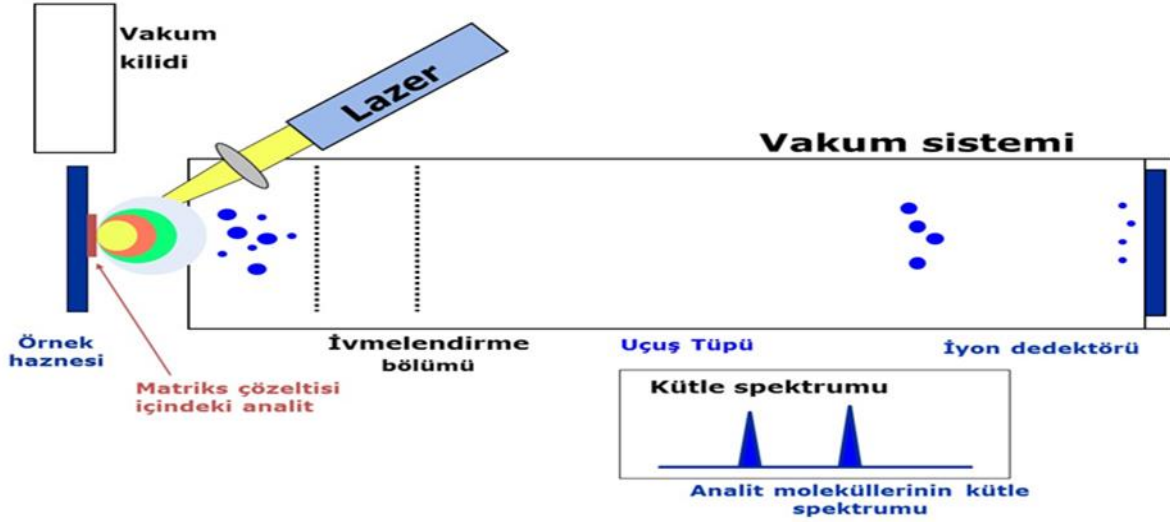 Vakum
kilidi
Lazer
Vakum sistemi
Örnek
haznesi
İvmelendirme
bölümü
Uçuş Tüpü
İyon dedektörü
Matriks çözeltisi
içindeki analit
Kütle spektrumu
Analit moleküllerinin kütle
spektrumu